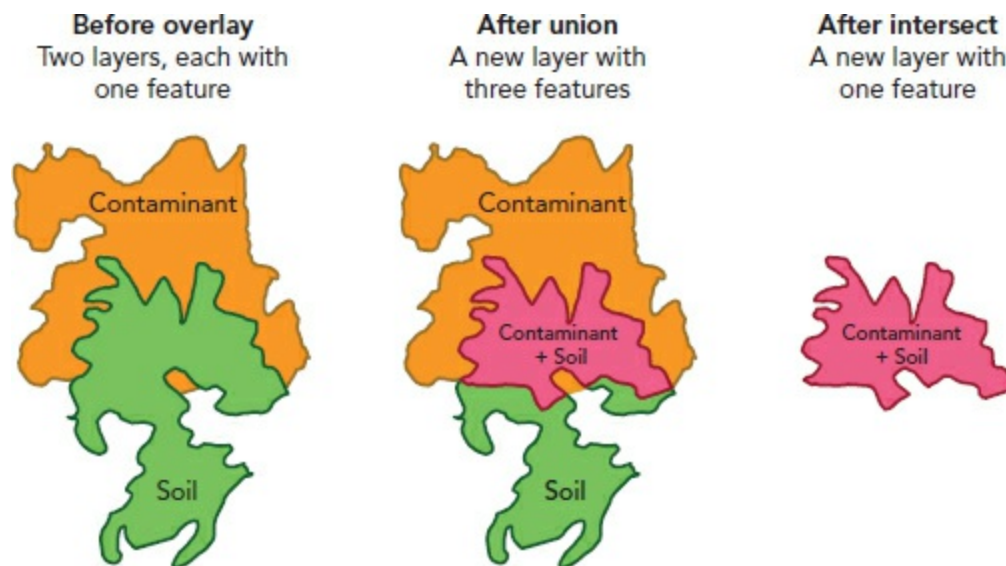 Before overlay
Two layers, each with
one feature
Contaminant
Soil
After union
A new layer with
three features
Contaminant
Contaminant
+ Soil
Soil
After intersect
A new layer with
one feature
Contaminant
+ Soil